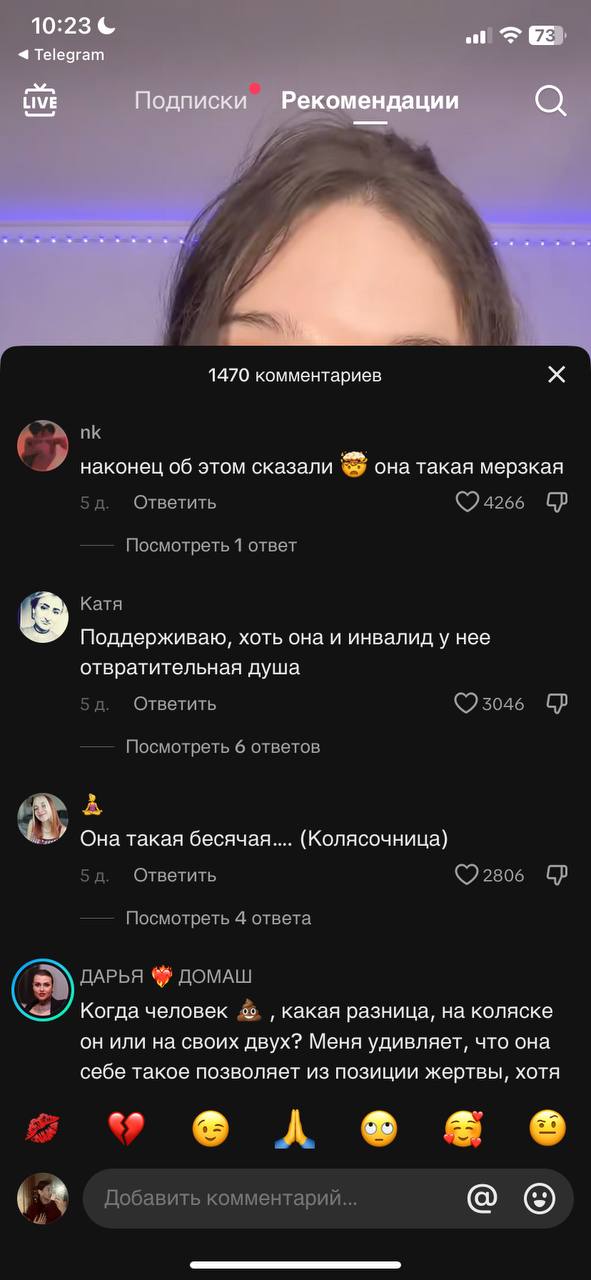 10:23
73
◀ Telegram
LIVE
Подписки
Рекомендации
1470 комментариев
nk
наконец об этом сказали 🤯 она такая мерзкая
5 д. Ответить 4266
Посмотреть 1 ответ
Катя
Поддерживаю, хоть она и инвалид у нее
отвратительная душа
5 д. Ответить 3046
Посмотреть 6 ответов
🧘‍♀️
Она такая бесячая.... (Колясочница)
5 д. Ответить 2806
Посмотреть 4 ответа
ДАРЬЯ ❤️‍🔥 ДОМАШ
Когда человек 💩 , какая разница, на коляске
он или на своих двух? Меня удивляет, что она
себе такое позволяет из позиции жертвы, хотя
Добавить комментарий...
@